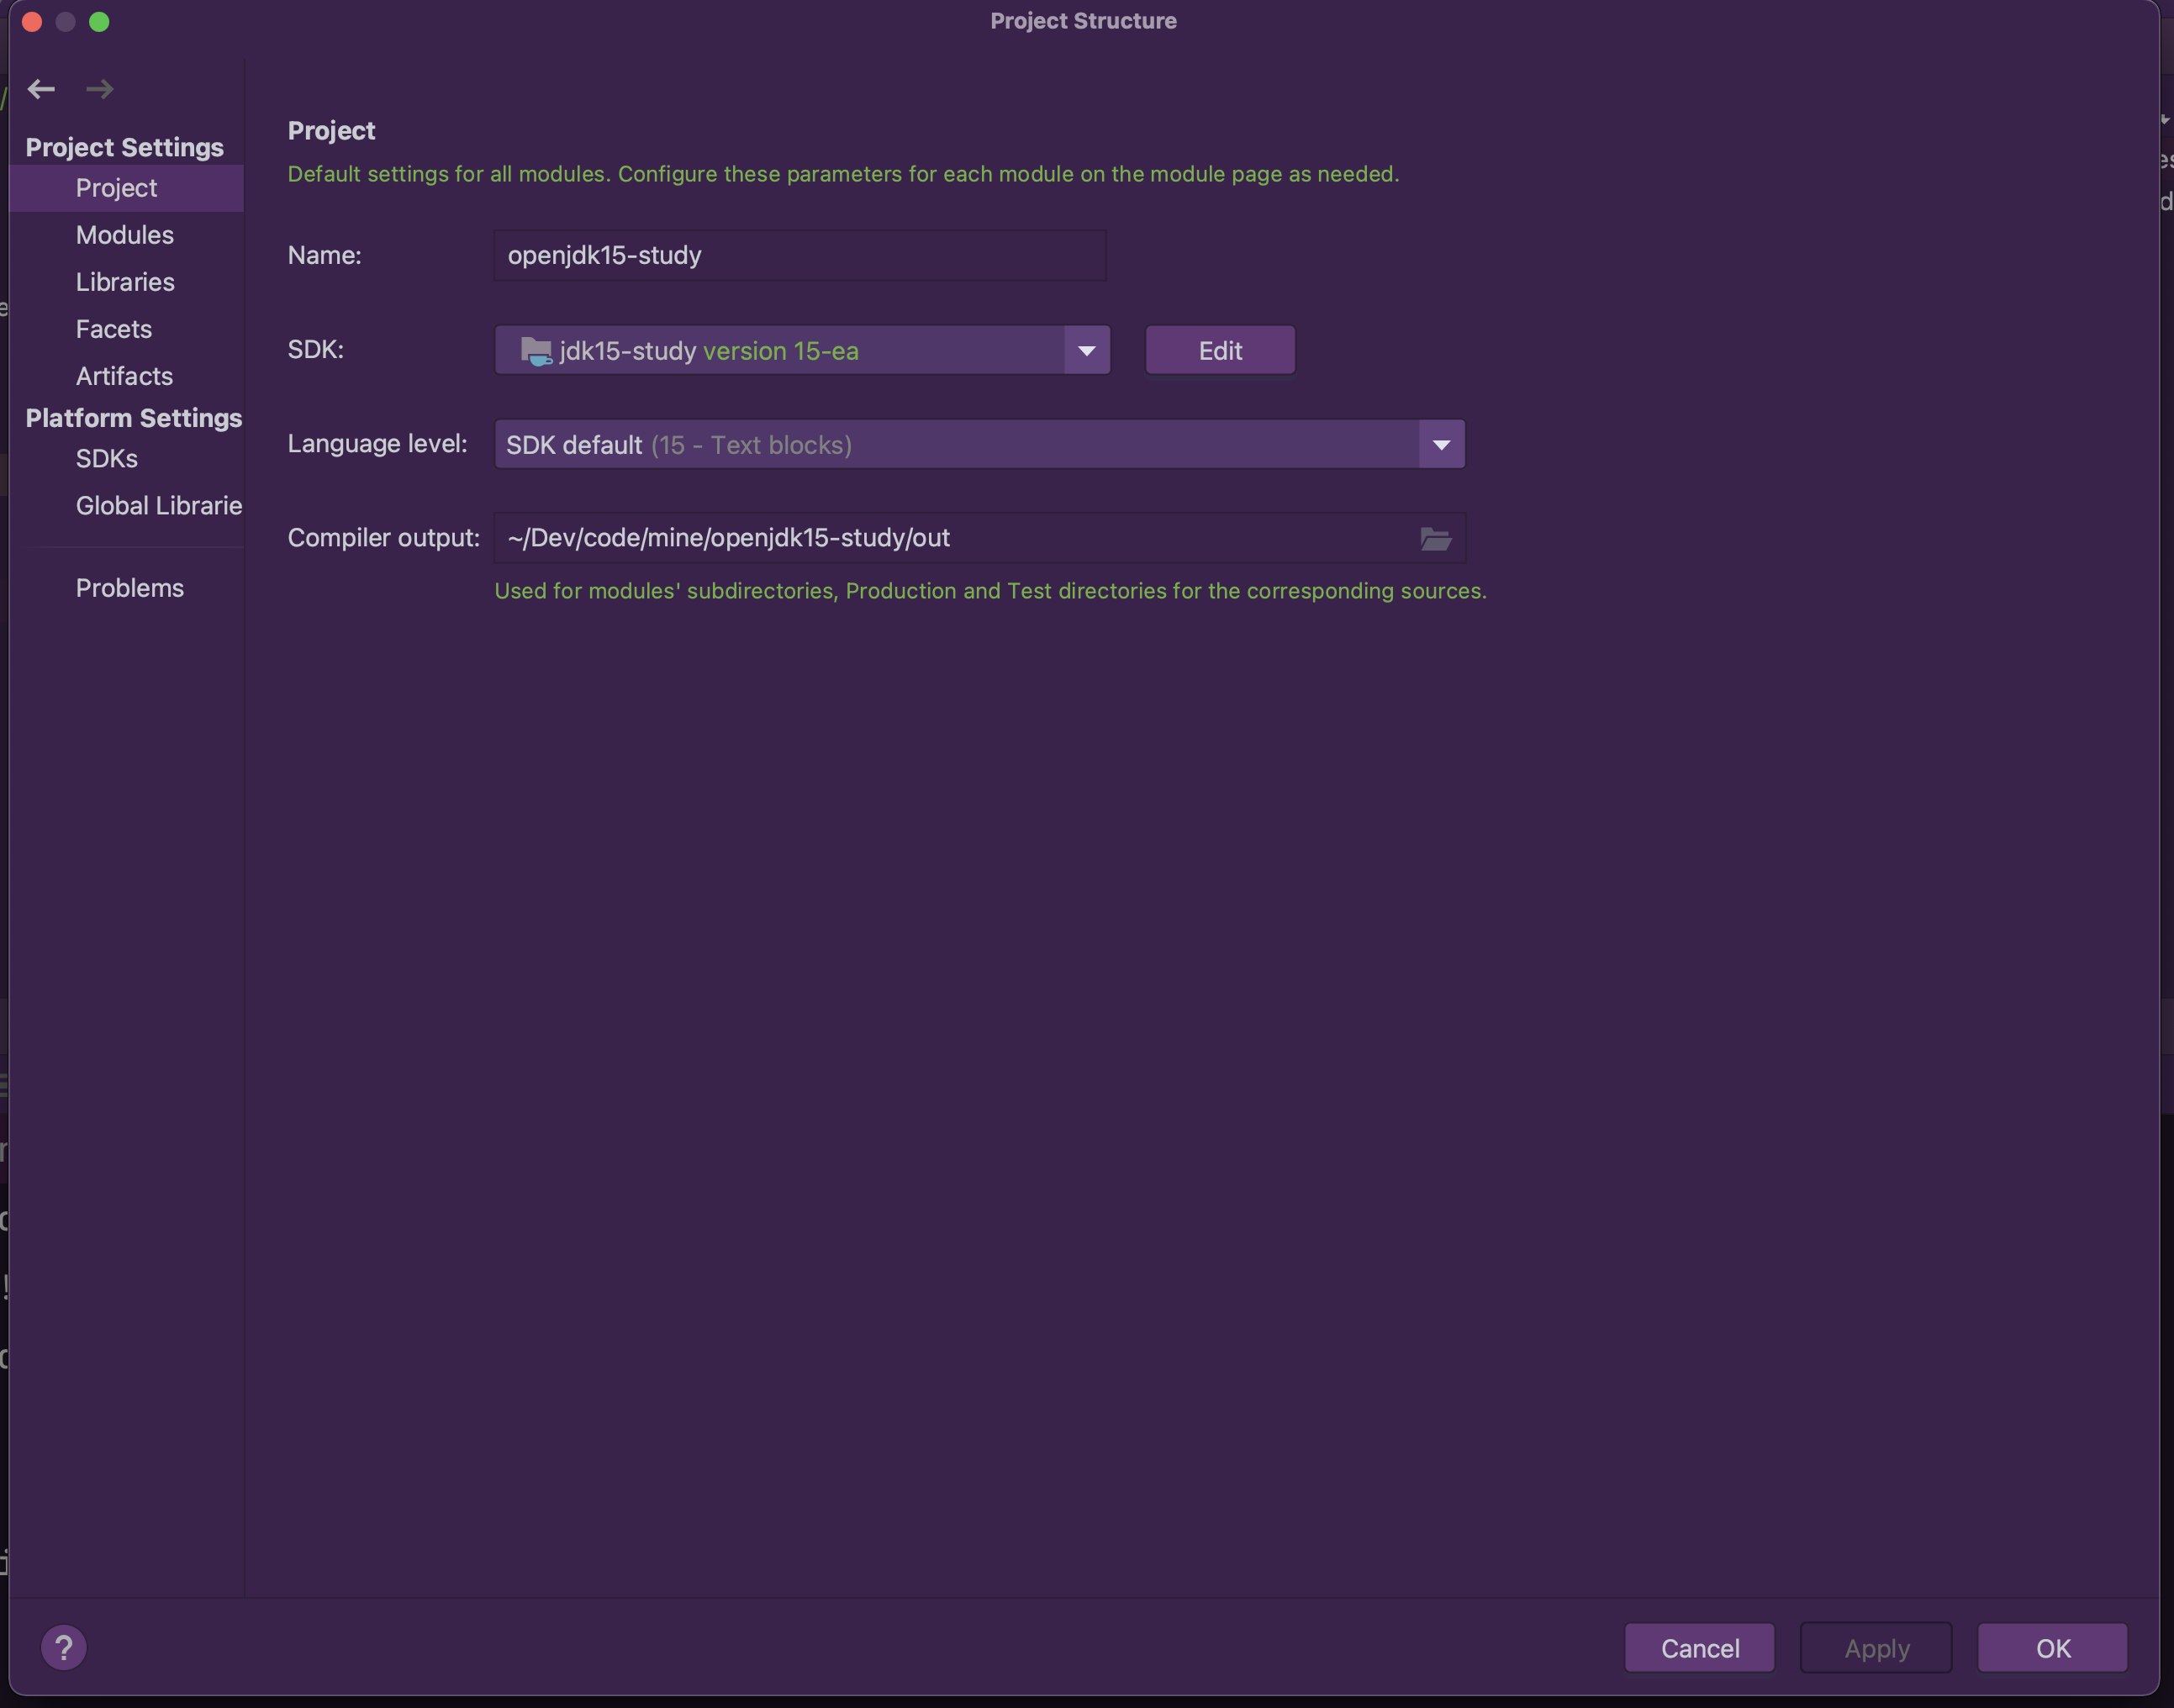 Project Structure
Project Settings
Project
Modules
Libraries
Facets
Artifacts
Platform Settings
SDKs
Global Librarie
Problems
Project
Default settings for all modules. Configure these parameters for each module on the module page as needed.
Name: openjdk15-study
SDK: jdk15-study version 15-ea Edit
Language level: SDK default (15 - Text blocks)
Compiler output: ~/Dev/code/mine/openjdk15-study/out
Used for modules' subdirectories, Production and Test directories for the corresponding sources.
? Cancel Apply OK